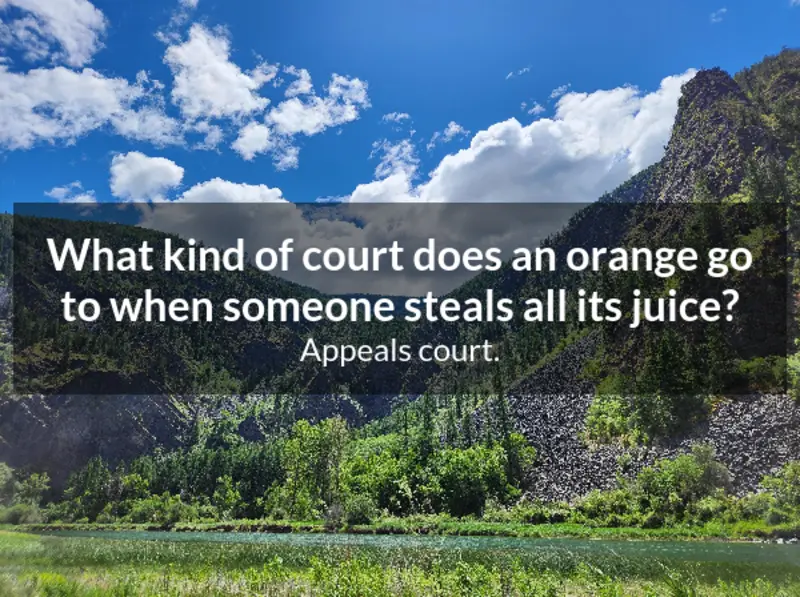 What kind of court does an orange go
to when someone steals all its juice?
Appeals court.